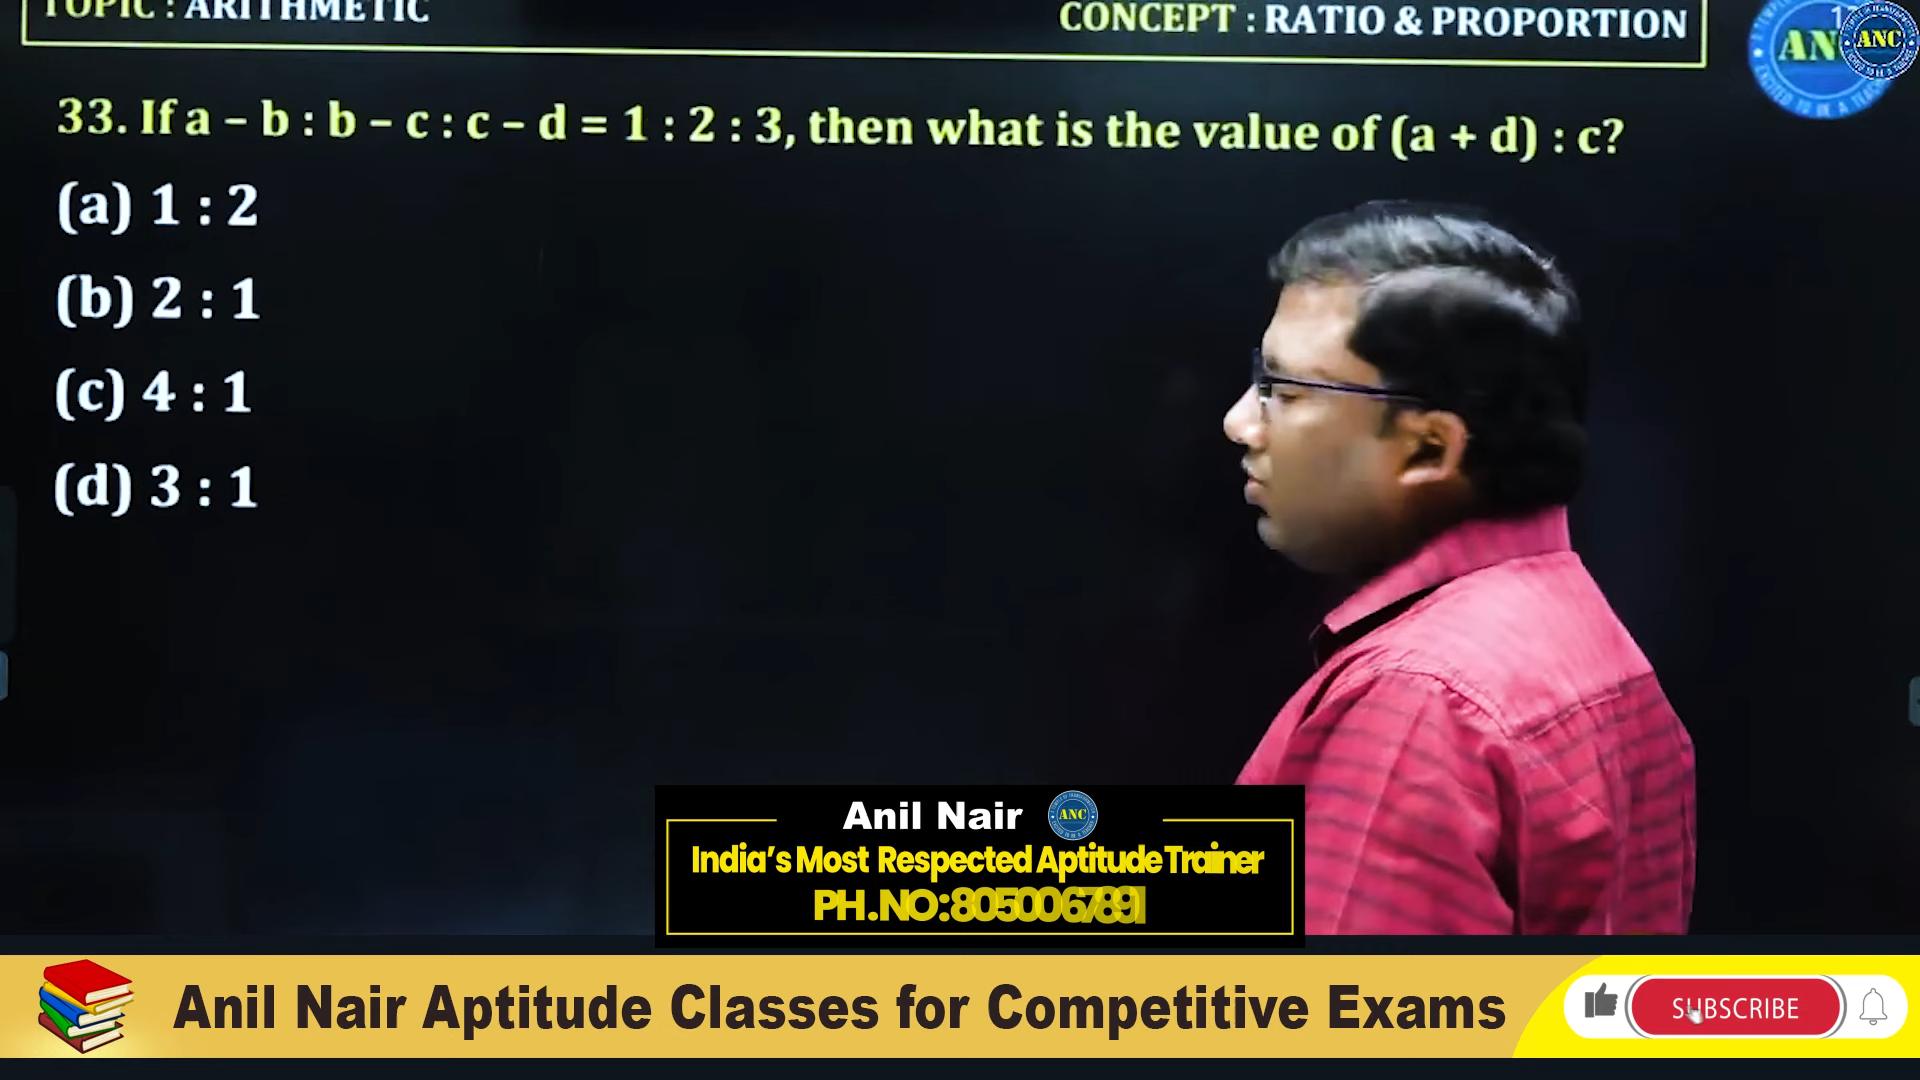 TOPIC : ARITHMETIC
CONCEPT : RATIO & PROPORTION
ANC
33. If a – b : b – c : c – d = 1 : 2 : 3, then what is the value of (a + d) : c?
(a) 1 : 2
(b) 2 : 1
(c) 4 : 1
(d) 3 : 1
Anil Nair ANC
India's Most Respected Aptitude Trainer
PH.NO:8050067891
Anil Nair Aptitude Classes for Competitive Exams
SUBSCRIBE